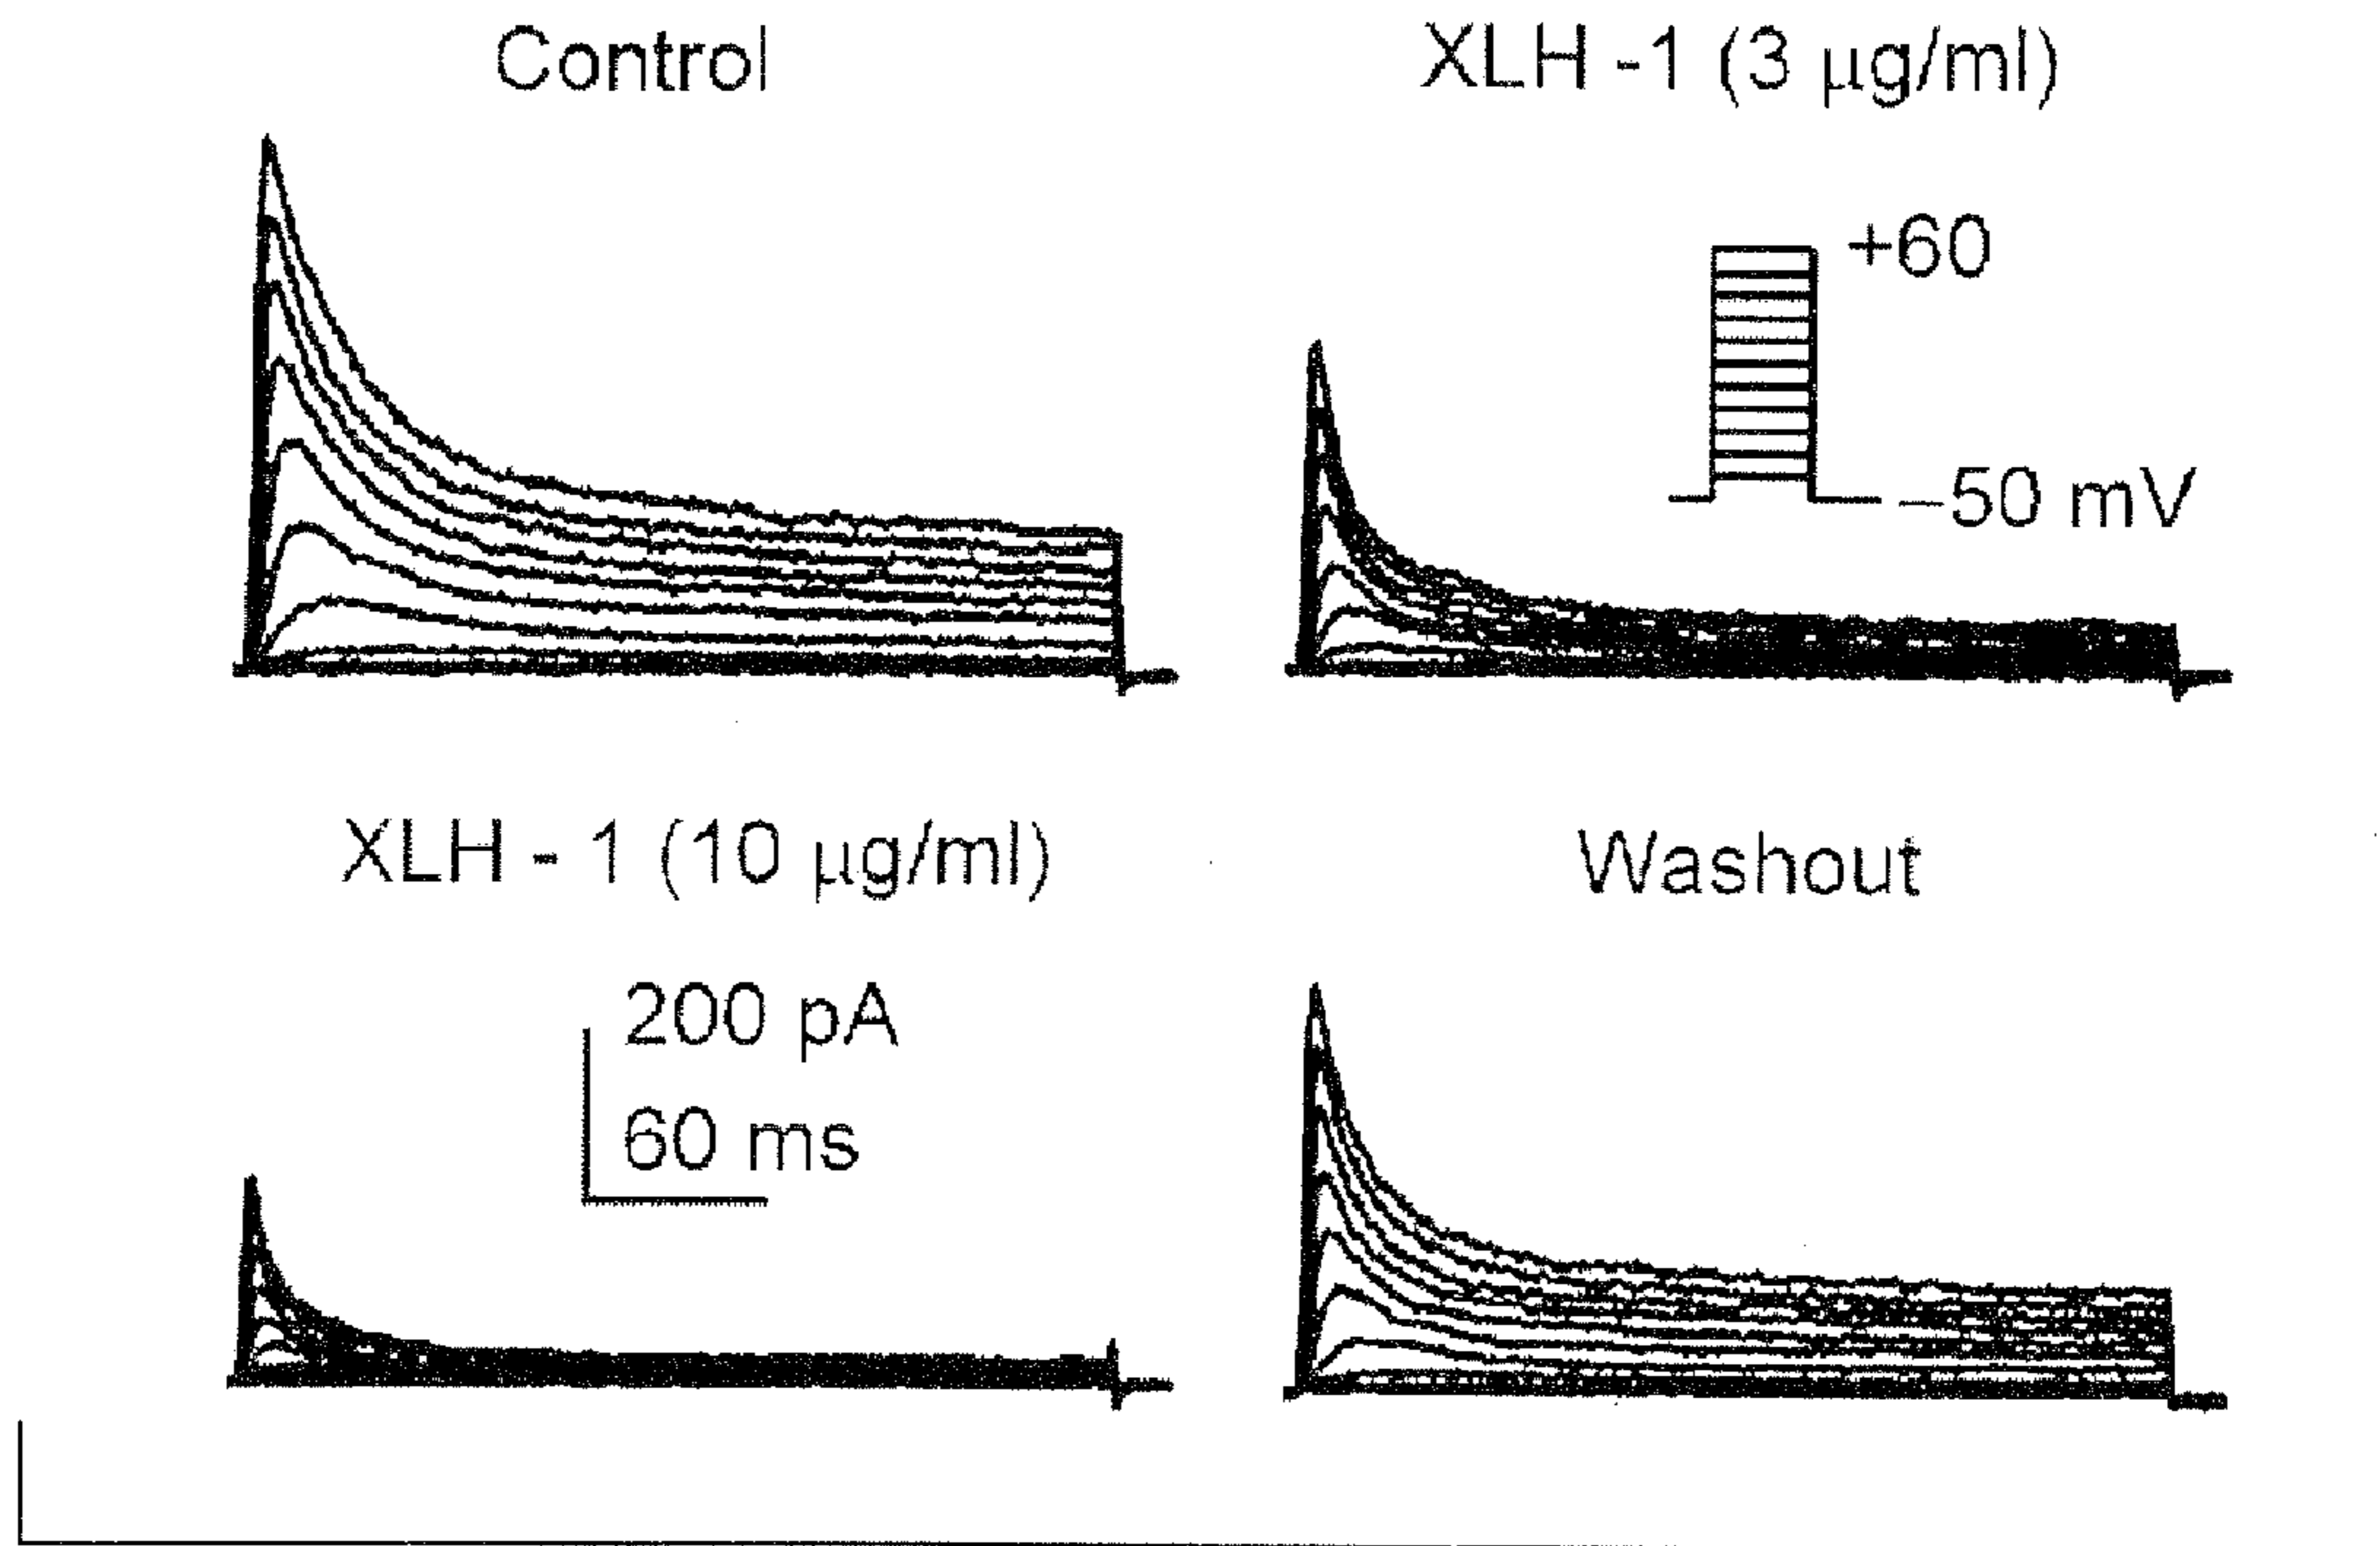 Control
XLH -1 (3 µg/ml)
+60
–50 mV
XLH - 1 (10 µg/ml)
200 pA
60 ms
Washout